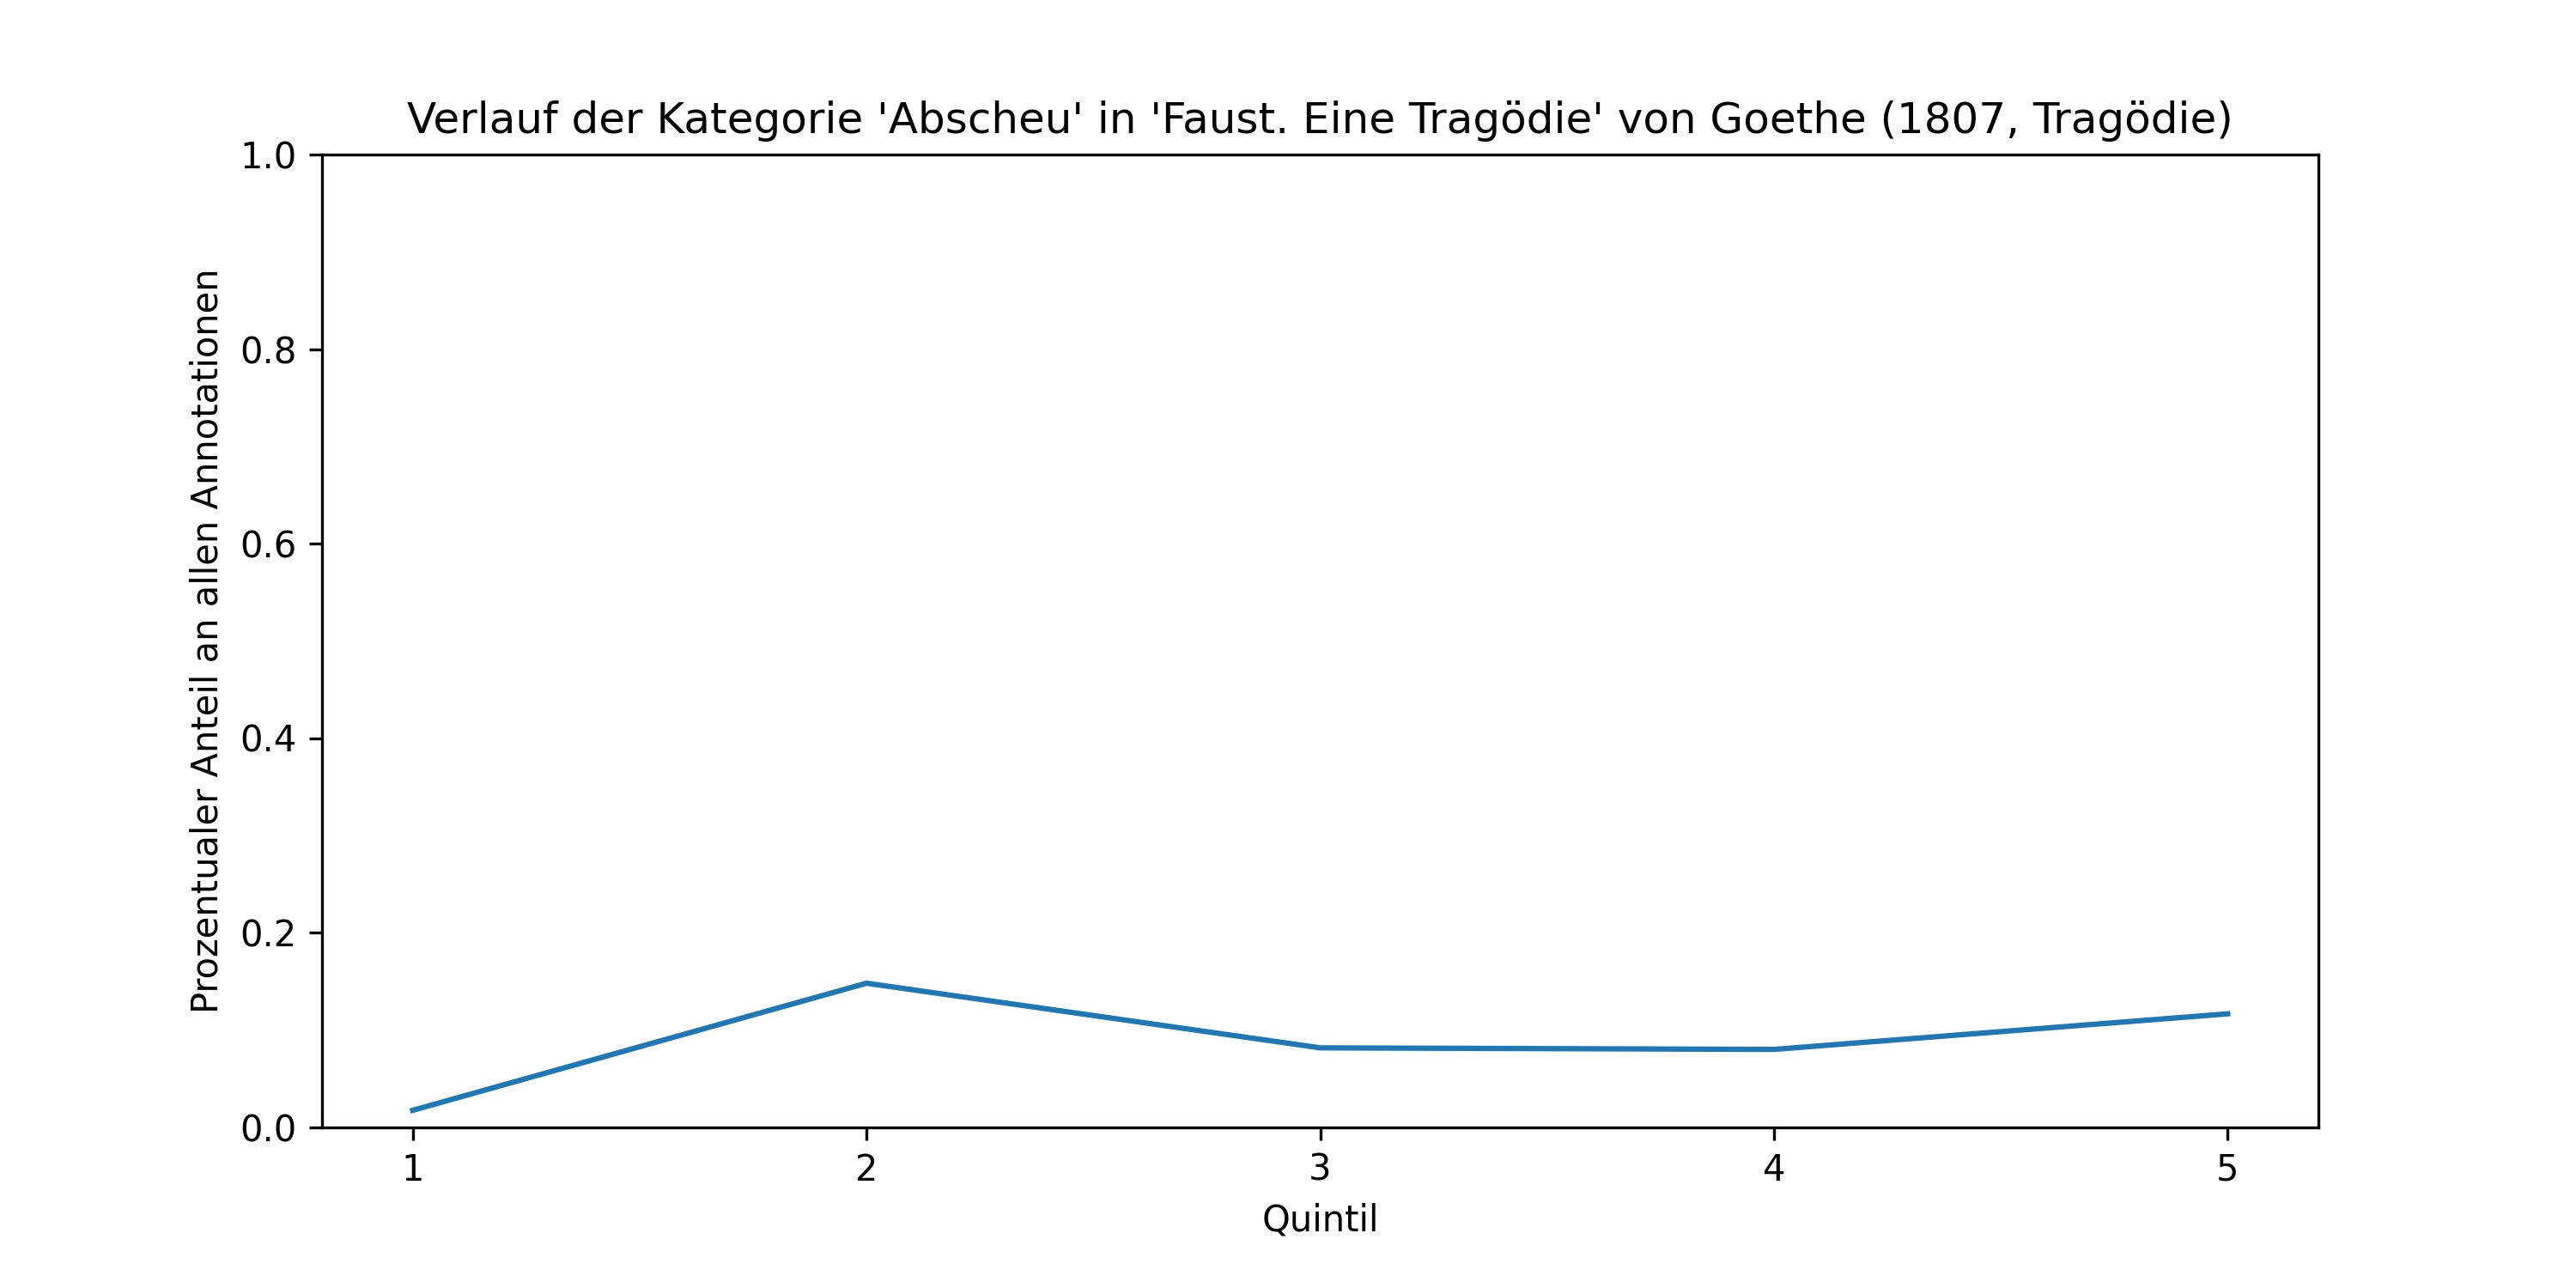 Verlauf der Kategorie 'Abscheu' in 'Faust. Eine Tragödie' von Goethe (1807, Tragödie)
Prozentualer Anteil an allen Annotationen
1.0
0.8
0.6
0.4
0.2
0.0
1 2 3 4 5
Quintil